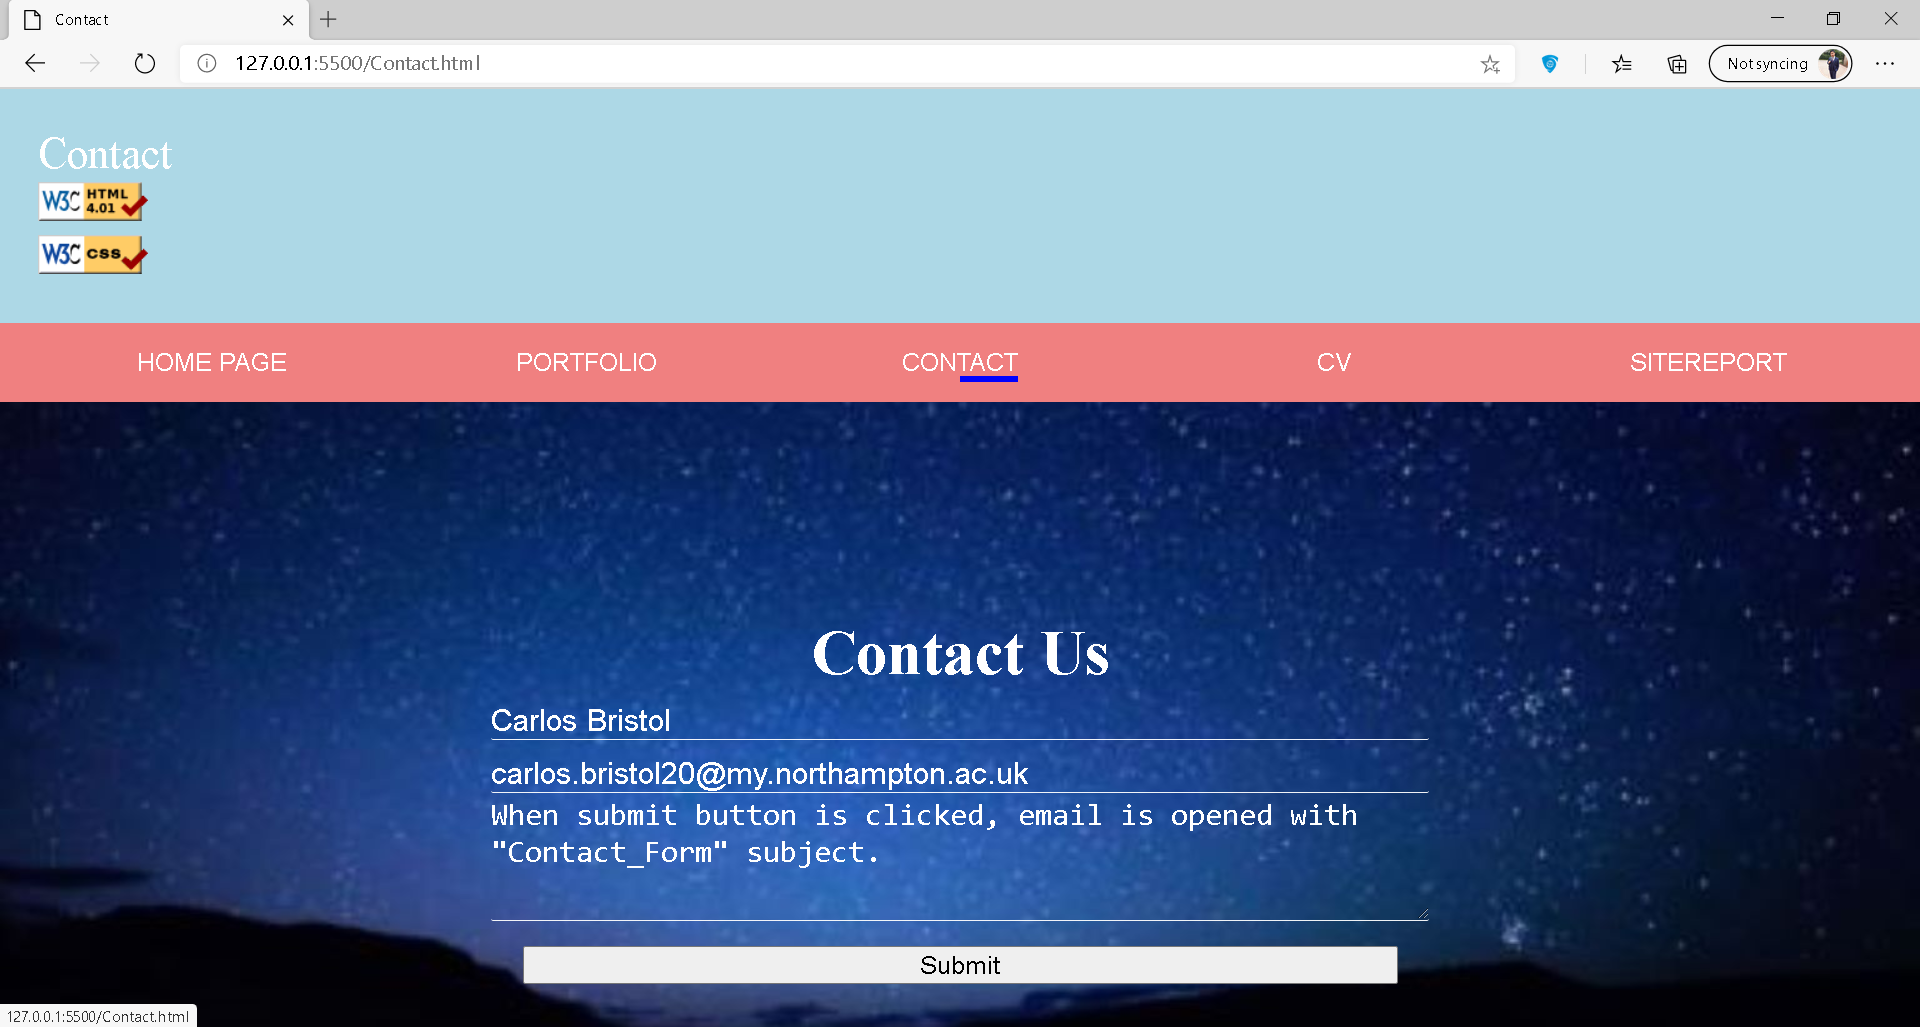 Contact
127.0.0.1:5500/Contact.html
Not syncing
Contact
W3C HTML 4.01
W3C css
HOME PAGE PORTFOLIO CONTACT CV SITEREPORT
Contact Us
Carlos Bristol
carlos.bristol20@my.northampton.ac.uk
When submit button is clicked, email is opened with
"Contact_Form" subject.
Submit
127.0.0.1:5500/Contact.html